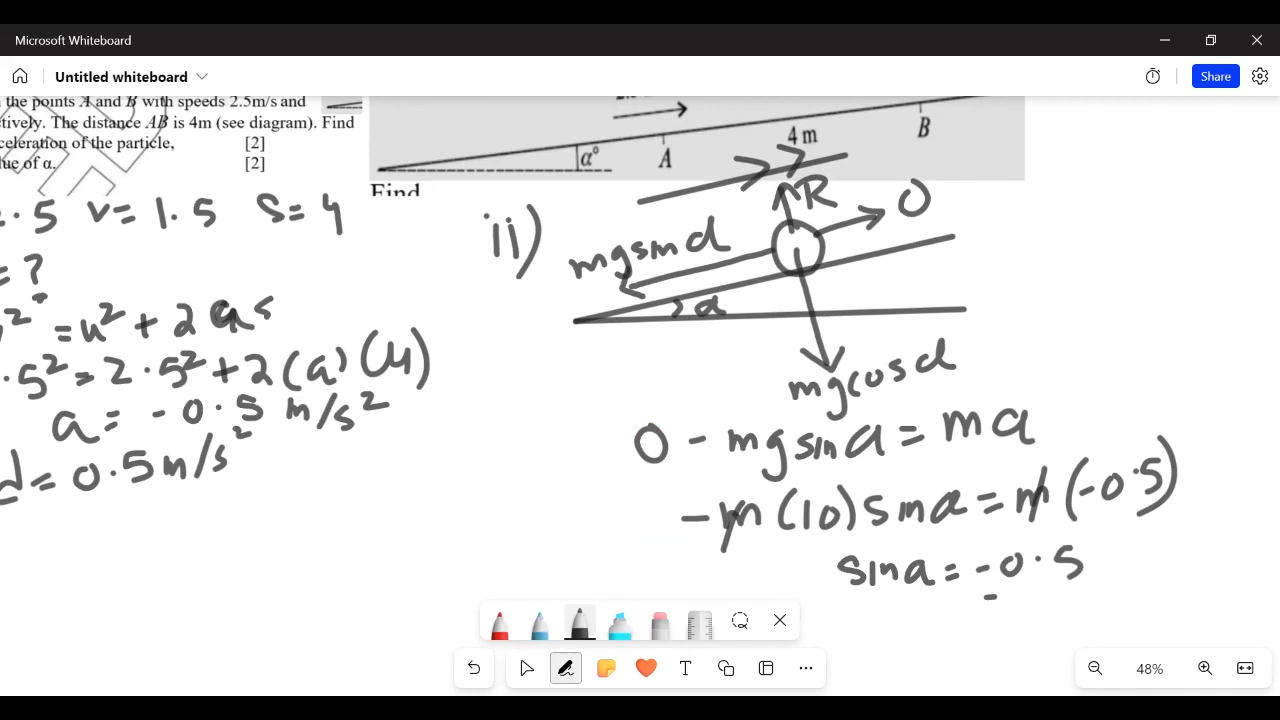 Microsoft Whiteboard
Untitled whiteboard
Share
the points A and B with speeds 2.5m/s and
tively. The distance AB is 4m (see diagram). Find
celeration of the particle, [2]
lue of α. [2]
α° A 4 m B
Find
.5 v= 1.5 s=4
= ?
² = u² + 2as
.5² = 2.5² + 2(a)(4)
a = -0.5 m/s²
d = 0.5 m/s²
ii)
R
0
mgsinα
α
mgcosα
0 - mgsinα = ma
-m(10)sinα = m(-0.5)
sinα = -0.5
48%